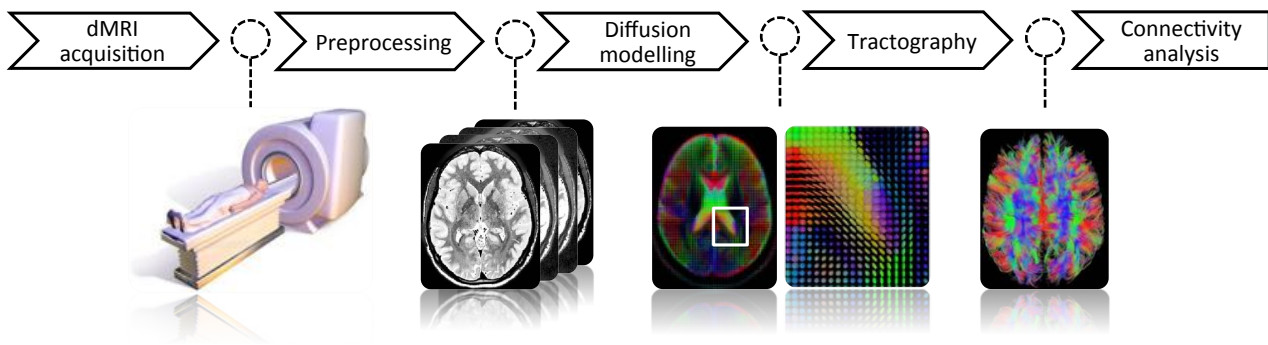 dMRI
acquisition
Preprocessing
Diffusion
modelling
Tractography
Connectivity
analysis